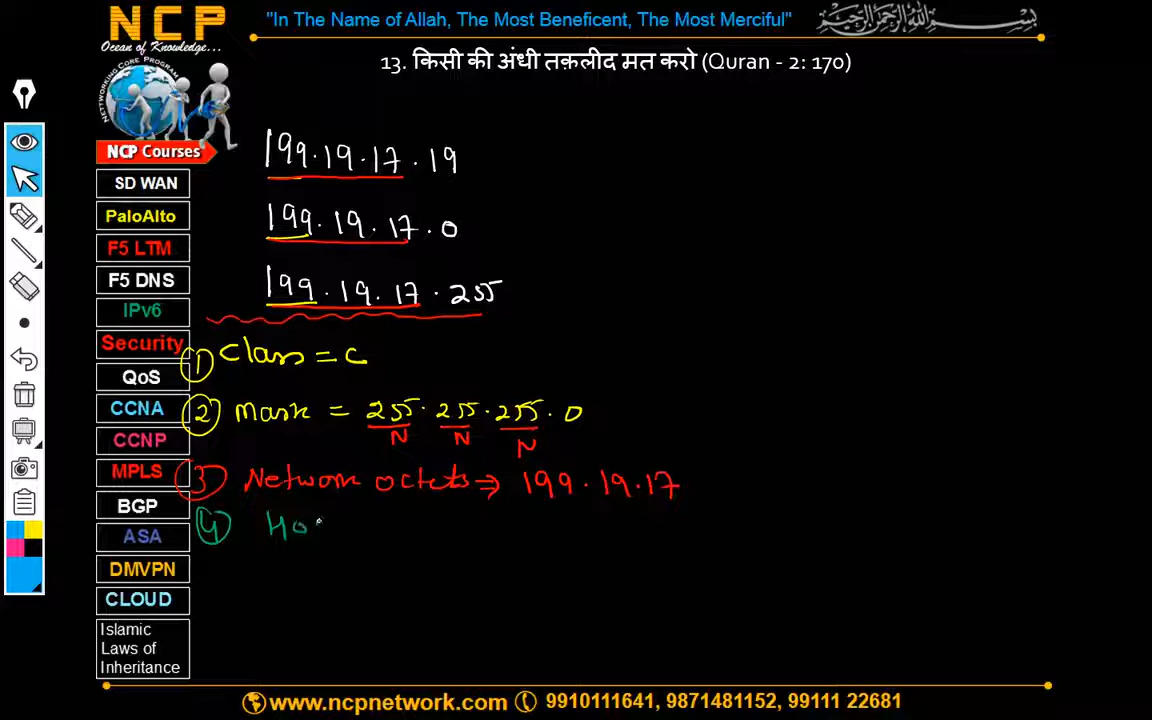 NCP
Ocean of Knowledge...
"In The Name of Allah, The Most Beneficent, The Most Merciful"
13. किसी की अंधी तक़लीद मत करो (Quran - 2: 170)
NETWORKING CORE PROGRAM
NCP Courses
SD WAN
PaloAlto
F5 LTM
F5 DNS
IPv6
Security
QoS
CCNA
CCNP
MPLS
BGP
ASA
DMVPN
CLOUD
Islamic
Laws of
Inheritance
199.19.17.19
199.19.17.0
199.19.17.255
1 Class = C
2 Mask = 255.255.255.0
N N N
3 Network octets → 199.19.17
4 Ho
www.ncpnetwork.com 9910111641, 9871481152, 99111 22681